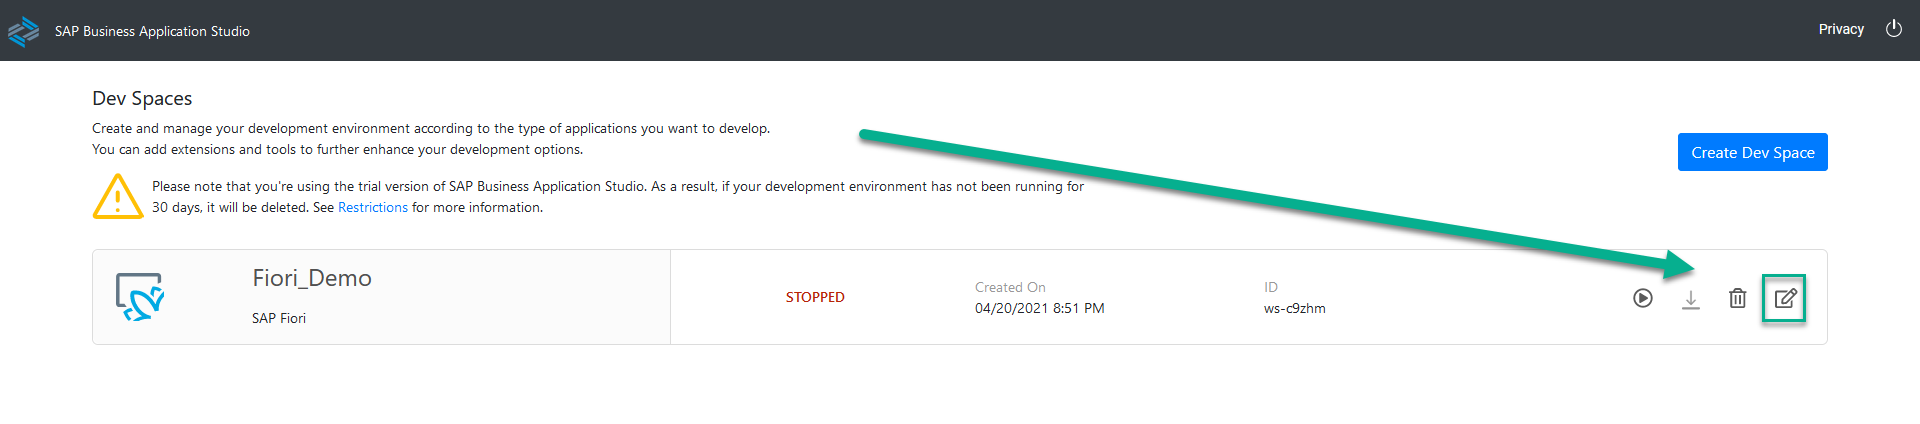 SAP Business Application Studio
Privacy
Dev Spaces
Create and manage your development environment according to the type of applications you want to develop.
You can add extensions and tools to further enhance your development options.
Create Dev Space
Please note that you're using the trial version of SAP Business Application Studio. As a result, if your development environment has not been running for
30 days, it will be deleted. See Restrictions for more information.
Fiori_Demo
SAP Fiori
STOPPED
Created On
04/20/2021 8:51 PM
ID
ws-c9zhm